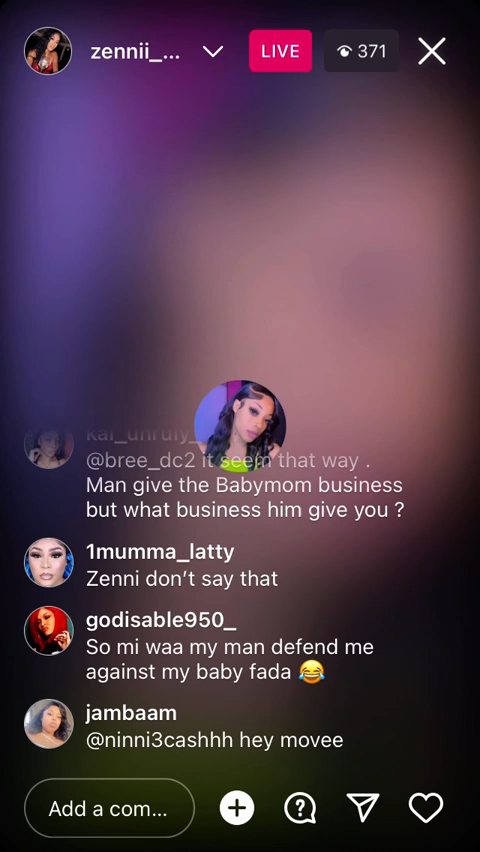 zennii_...
LIVE
371
kai_unruly_
@bree_dc2 it seem that way .
Man give the Babymom business
but what business him give you ?
1mumma_latty
Zenni don’t say that
godisable950_
So mi waa my man defend me
against my baby fada 😂
jambaam
@ninni3cashhh hey movee
Add a com...